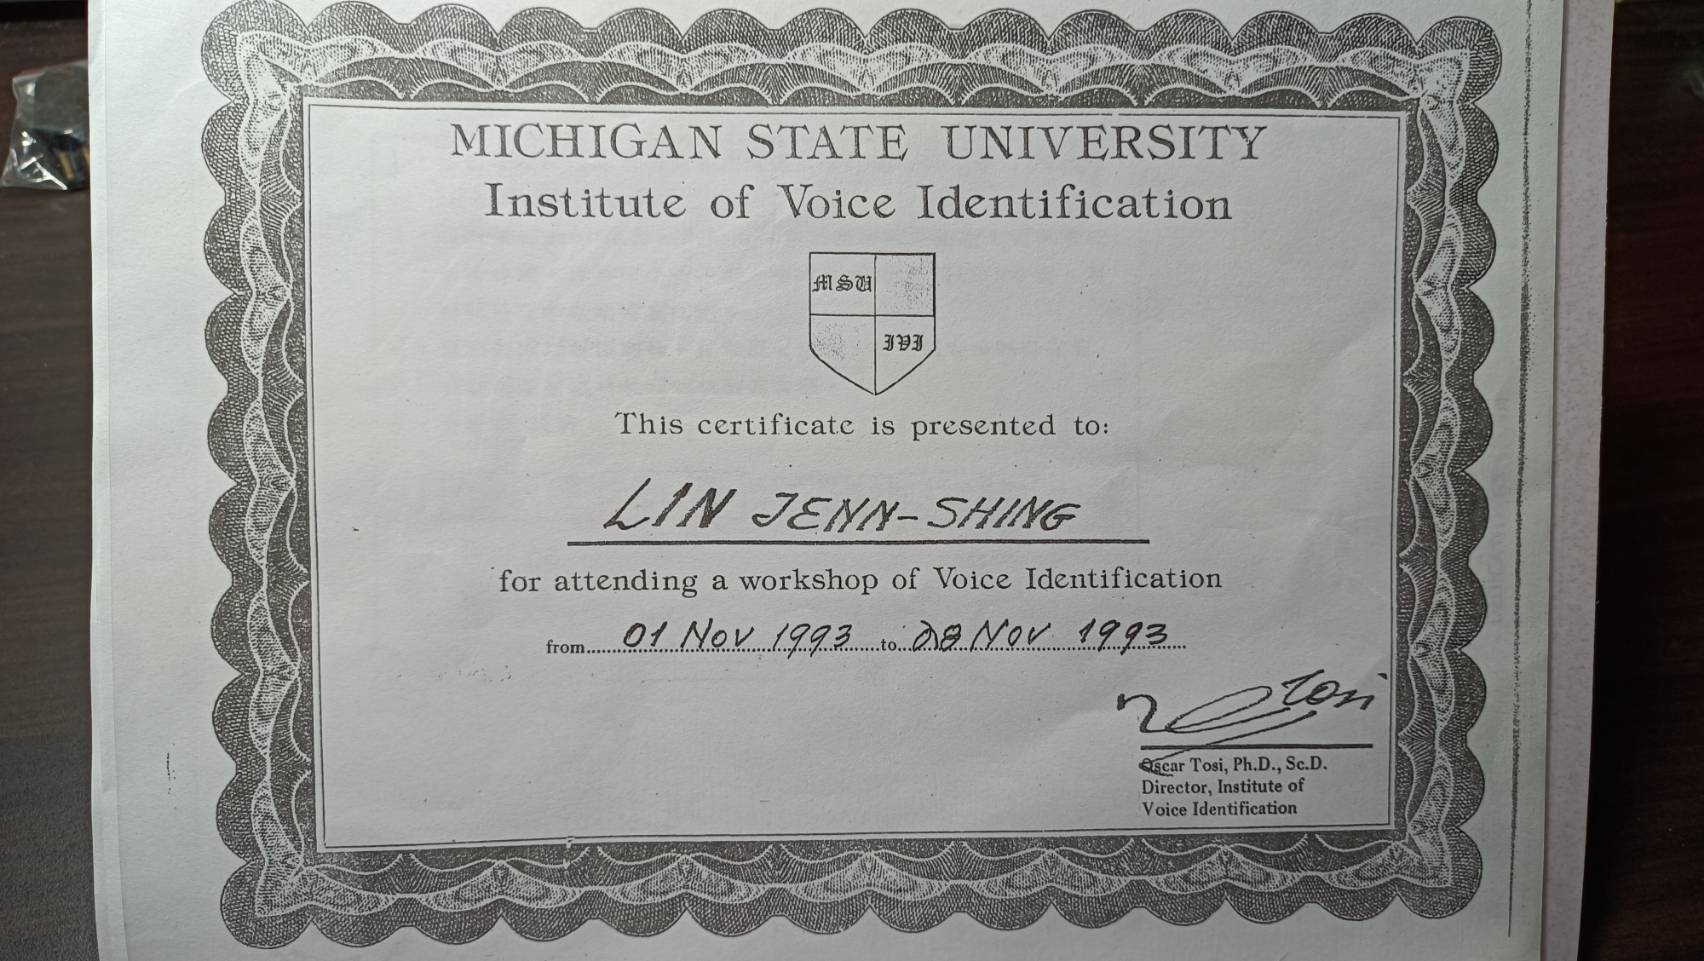 MICHIGAN STATE UNIVERSITY
Institute of Voice Identification
MSU
IVI
This certificate is presented to:
LIN JENN-SHING
for attending a workshop of Voice Identification
from 01 Nov 1993 to 28 Nov 1993
Tosi
Oscar Tosi, Ph.D., Sc.D.
Director, Institute of
Voice Identification